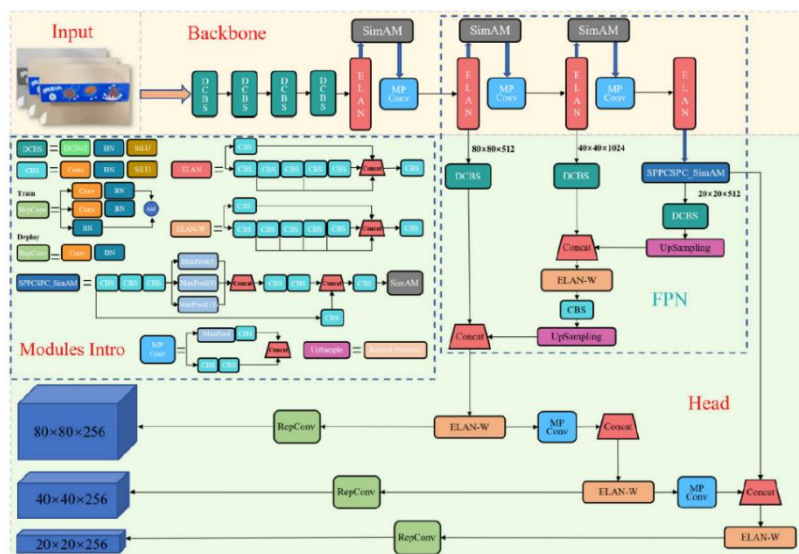 Input
Backbone
SimAM
SimAM
SimAM
DCBS
DCBS
DCBS
DCBS
ELAN
MP Conv
ELAN
MP Conv
ELAN
MP Conv
ELAN
80×80×512
40×40×1024
DCBS
DCBS
SPPCSPC_SimAM
20×20×512
DCBS
Concat
UpSampling
ELAN-W
FPN
CBS
Concat
UpSampling
DCBS
DCNv2
BN
SiLU
CBS
Conv
BN
SiLU
Train
RepConv
Conv
BN
Conv
BN
BN
Add
Deploy
RepConv
Conv
BN
ELAN
CBS
CBS
CBS
CBS
CBS
CBS
Concat
CBS
ELAN-W
CBS
CBS
CBS
CBS
CBS
CBS
Concat
CBS
SPPCSPC_SimAM
CBS
CBS
CBS
Concat
CBS
CBS
Concat
CBS
SimAM
CBS
Modules Intro
MP Conv
MaxPool
CBS
CBS
CBS
Concat
UpSample
Head
80×80×256
RepConv
ELAN-W
MP Conv
Concat
40×40×256
RepConv
ELAN-W
MP Conv
Concat
20×20×256
RepConv
ELAN-W